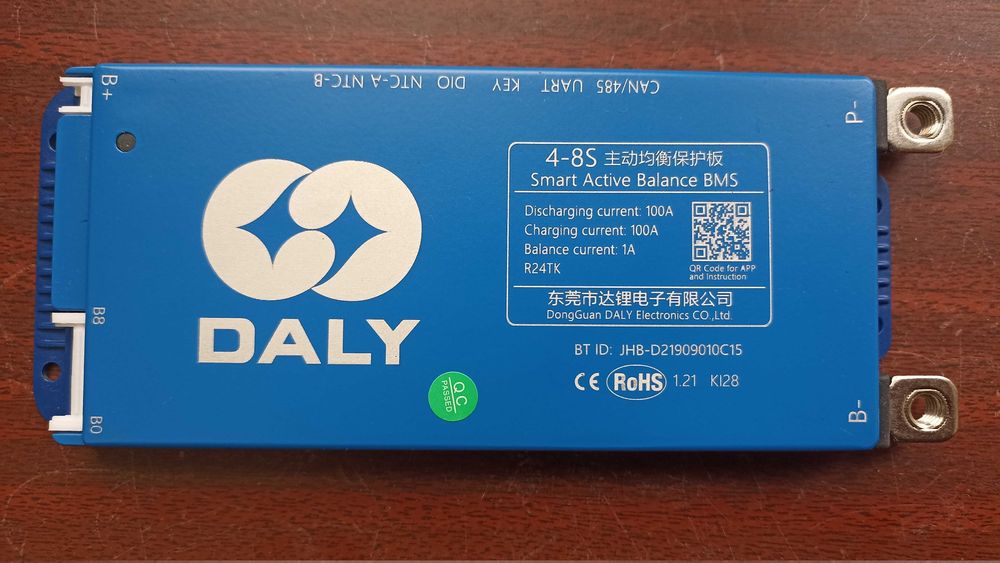 CAN/485 UART KEY DIO NTC-A NTC-B
B+
P-
4-8S 主动均衡保护板
Smart Active Balance BMS
Discharging current: 100A
Charging current: 100A
Balance current: 1A
R24TK
QR Code for APP
and Instruction
东莞市达锂电子有限公司
DongGuan DALY Electronics CO.,Ltd.
DALY
B8
BT ID: JHB-D21909010C15
CE RoHS 1.21 KI28
QC
PASSED
B0
B-